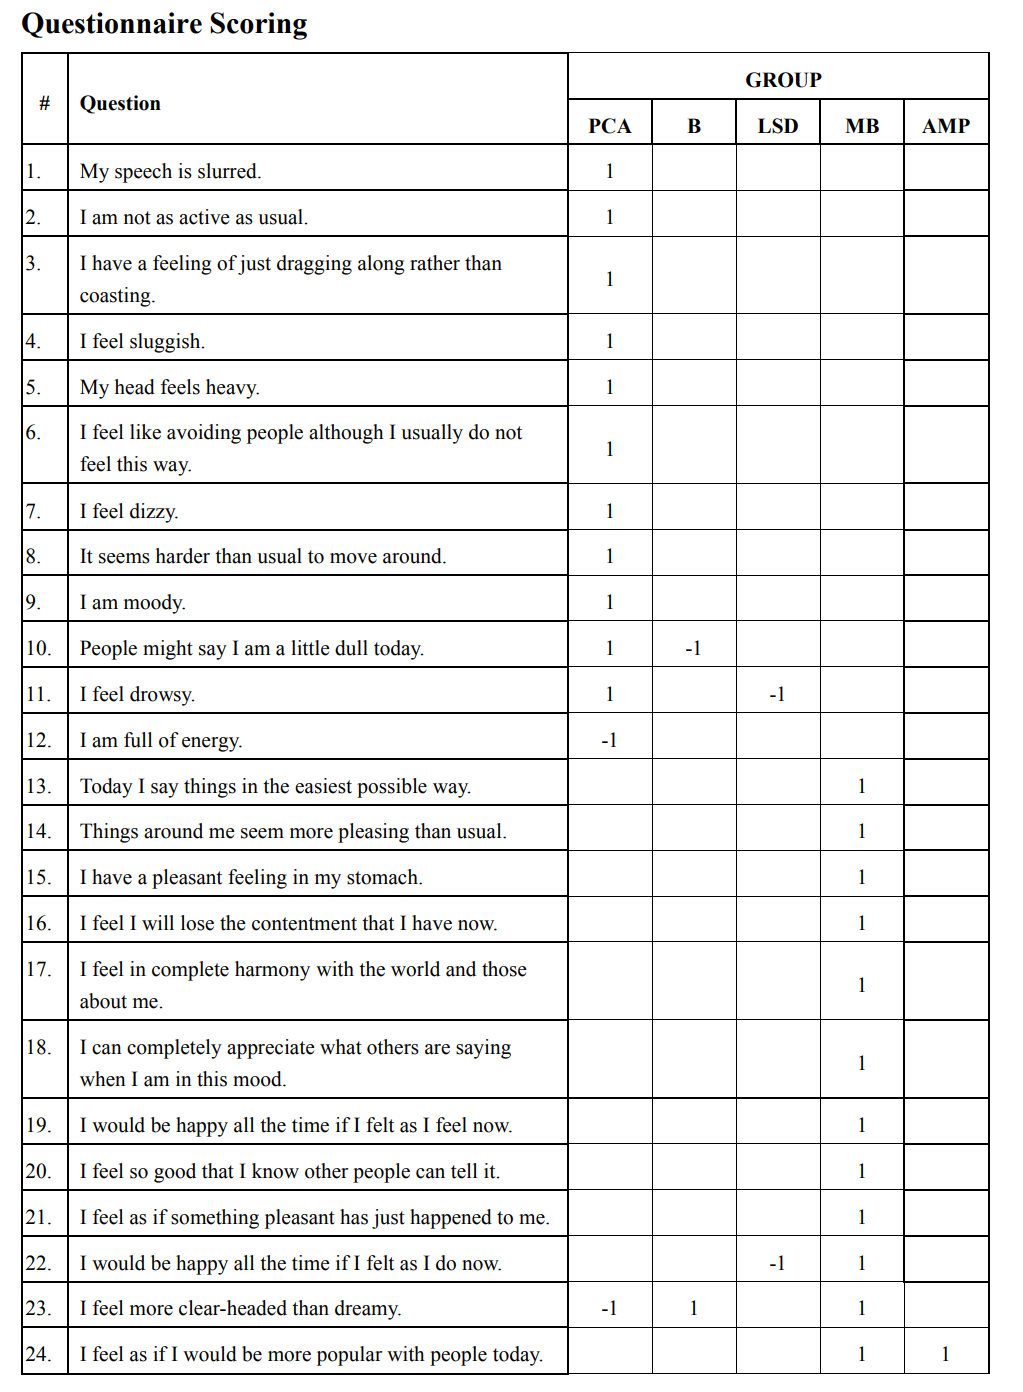 Questionnaire Scoring
# Question GROUP
PCA B LSD MB AMP
1. My speech is slurred. 1
2. I am not as active as usual. 1
3. I have a feeling of just dragging along rather than
coasting. 1
4. I feel sluggish. 1
5. My head feels heavy. 1
6. I feel like avoiding people although I usually do not
feel this way. 1
7. I feel dizzy. 1
8. It seems harder than usual to move around. 1
9. I am moody. 1
10. People might say I am a little dull today. 1 -1
11. I feel drowsy. 1 -1
12. I am full of energy. -1
13. Today I say things in the easiest possible way. 1
14. Things around me seem more pleasing than usual. 1
15. I have a pleasant feeling in my stomach. 1
16. I feel I will lose the contentment that I have now. 1
17. I feel in complete harmony with the world and those
about me. 1
18. I can completely appreciate what others are saying
when I am in this mood. 1
19. I would be happy all the time if I felt as I feel now. 1
20. I feel so good that I know other people can tell it. 1
21. I feel as if something pleasant has just happened to me. 1
22. I would be happy all the time if I felt as I do now. -1 1
23. I feel more clear-headed than dreamy. -1 1 1
24. I feel as if I would be more popular with people today. 1 1